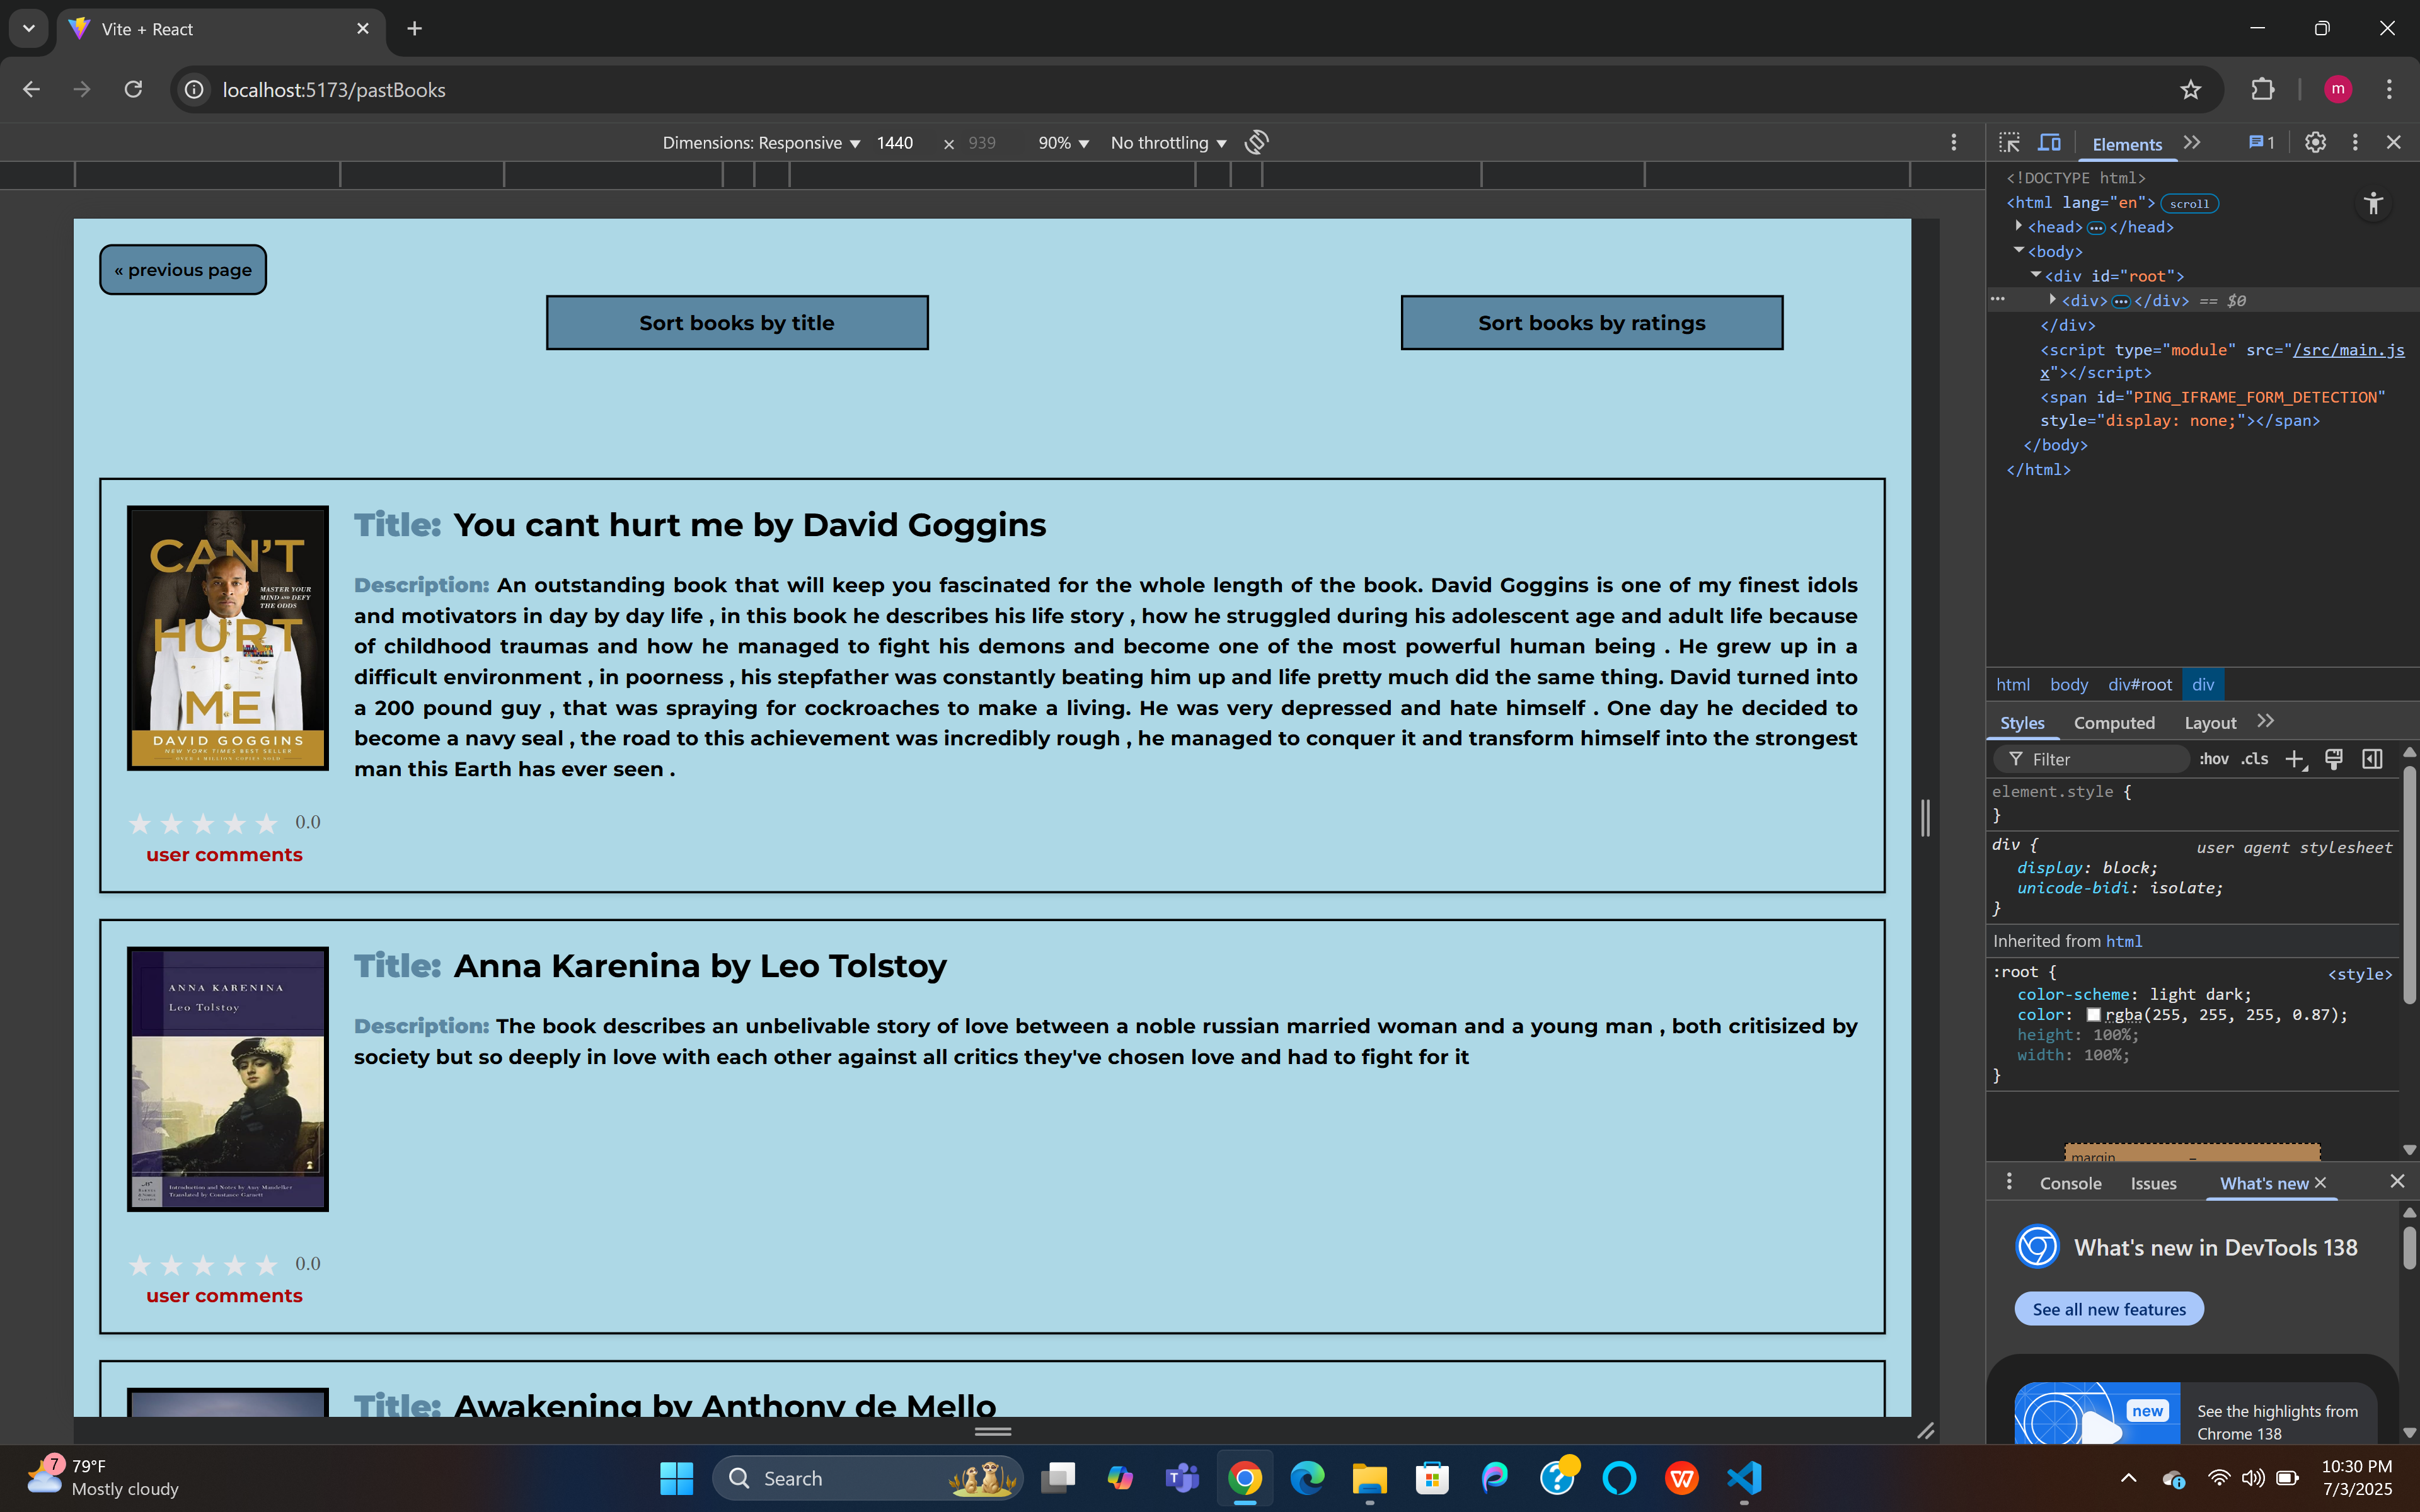 Vite + React
localhost:5173/pastBooks
m
Dimensions: Responsive 1440 × 939 90% No throttling
Elements 1
<!DOCTYPE html>
<html lang="en"> scroll
<head> </head>
<body>
<div id="root">
<div> </div> == $0
</div>
<script type="module" src="/src/main.js
x"></script>
<span id="PING_IFRAME_FORM_DETECTION"
style="display: none;"></span>
</body>
</html>
html body div#root div
Styles Computed Layout
Filter :hov .cls
element.style {
}
div { user agent stylesheet
display: block;
unicode-bidi: isolate;
}
Inherited from html
:root { <style>
color-scheme: light dark;
color: rgba(255, 255, 255, 0.87);
height: 100%;
width: 100%;
}
margin –
Console Issues What's new
What's new in DevTools 138
See all new features
new
See the highlights from
Chrome 138
« previous page
Sort books by title
Sort books by ratings
CAN'T
MASTER YOUR
MIND AND DEFY
THE ODDS
HURT
ME
DAVID GOGGINS
NEW YORK TIMES BEST SELLER
Title: You cant hurt me by David Goggins
Description: An outstanding book that will keep you fascinated for the whole length of the book. David Goggins is one of my finest idols
and motivators in day by day life , in this book he describes his life story , how he struggled during his adolescent age and adult life because
of childhood traumas and how he managed to fight his demons and become one of the most powerful human being . He grew up in a
difficult environment , in poorness , his stepfather was constantly beating him up and life pretty much did the same thing. David turned into
a 200 pound guy , that was spraying for cockroaches to make a living. He was very depressed and hate himself . One day he decided to
become a navy seal , the road to this achievement was incredibly rough , he managed to conquer it and transform himself into the strongest
man this Earth has ever seen .
★ ★ ★ ★ ★ 0.0
user comments
ANNA KARENINA
Leo Tolstoy
Introduction and Notes by Amy Mandelker
Translated by Constance Garnett
Title: Anna Karenina by Leo Tolstoy
Description: The book describes an unbelivable story of love between a noble russian married woman and a young man , both critisized by
society but so deeply in love with each other against all critics they've chosen love and had to fight for it
★ ★ ★ ★ ★ 0.0
user comments
Title: Awakening by Anthony de Mello
7
79°F
Mostly cloudy
Search
10:30 PM
7/3/2025